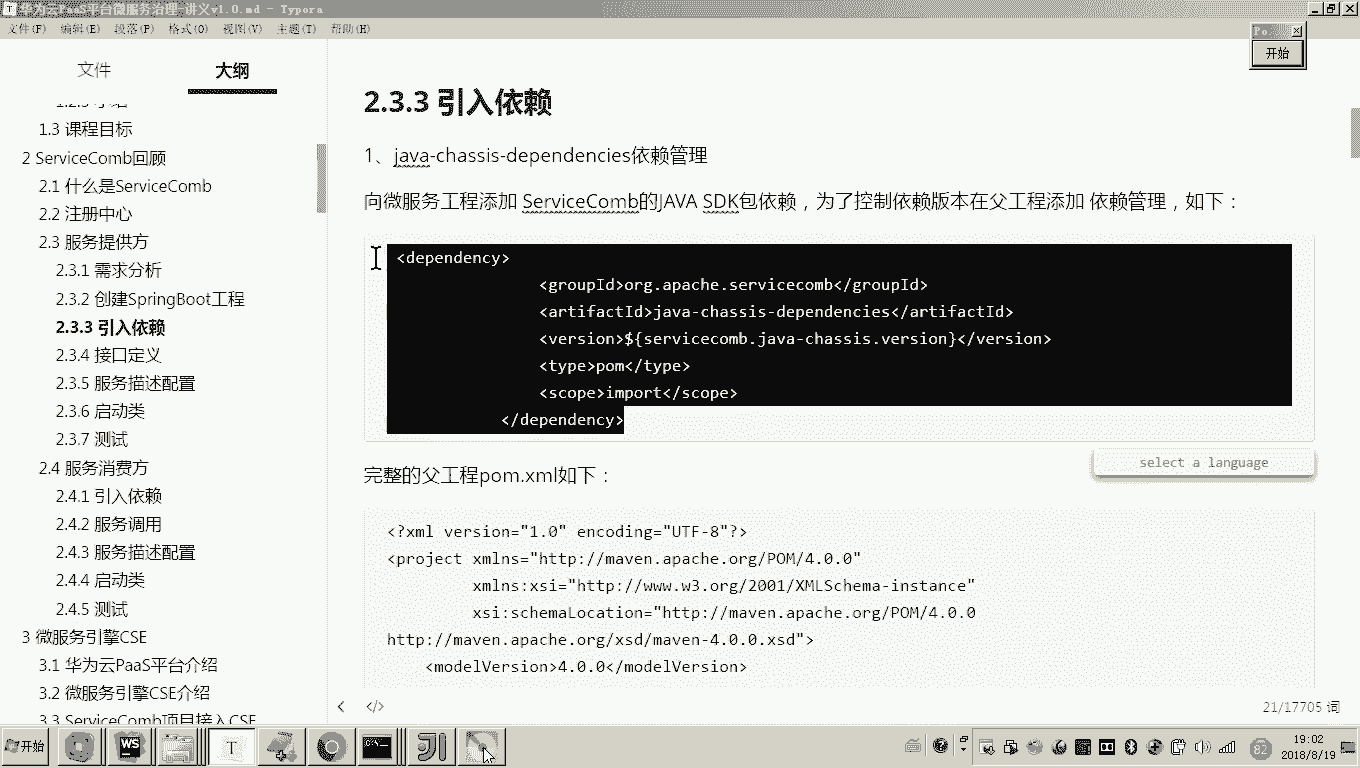 华为云PaaS平台微服务治理_讲义v1.0.md - Typora
文件(F) 编辑(E) 段落(P) 格式(O) 视图(V) 主题(T) 帮助(H)
开始
文件 大纲
1.3 课程目标
2 ServiceComb回顾
2.1 什么是ServiceComb
2.2 注册中心
2.3 服务提供方
2.3.1 需求分析
2.3.2 创建SpringBoot工程
2.3.3 引入依赖
2.3.4 接口定义
2.3.5 服务描述配置
2.3.6 启动类
2.3.7 测试
2.4 服务消费方
2.4.1 引入依赖
2.4.2 服务调用
2.4.3 服务描述配置
2.4.4 启动类
2.4.5 测试
3 微服务引擎CSE
3.1 华为云PaaS平台介绍
3.2 微服务引擎CSE介绍
3.3 ServiceComb项目接入CSE
2.3.3 引入依赖
1、java-chassis-dependencies依赖管理
向微服务工程添加 ServiceComb的JAVA SDK包依赖，为了控制依赖版本在父工程添加 依赖管理，如下：
<dependency>
<groupId>org.apache.servicecomb</groupId>
<artifactId>java-chassis-dependencies</artifactId>
<version>${servicecomb.java-chassis.version}</version>
<type>pom</type>
<scope>import</scope>
</dependency>
select a language
完整的父工程pom.xml如下：
<?xml version="1.0" encoding="UTF-8"?>
<project xmlns="http://maven.apache.org/POM/4.0.0"
xmlns:xsi="http://www.w3.org/2001/XMLSchema-instance"
xsi:schemaLocation="http://maven.apache.org/POM/4.0.0
http://maven.apache.org/xsd/maven-4.0.0.xsd">
<modelVersion>4.0.0</modelVersion>
21/17705 词
开始
WS
T
82
19:02
2018/8/19